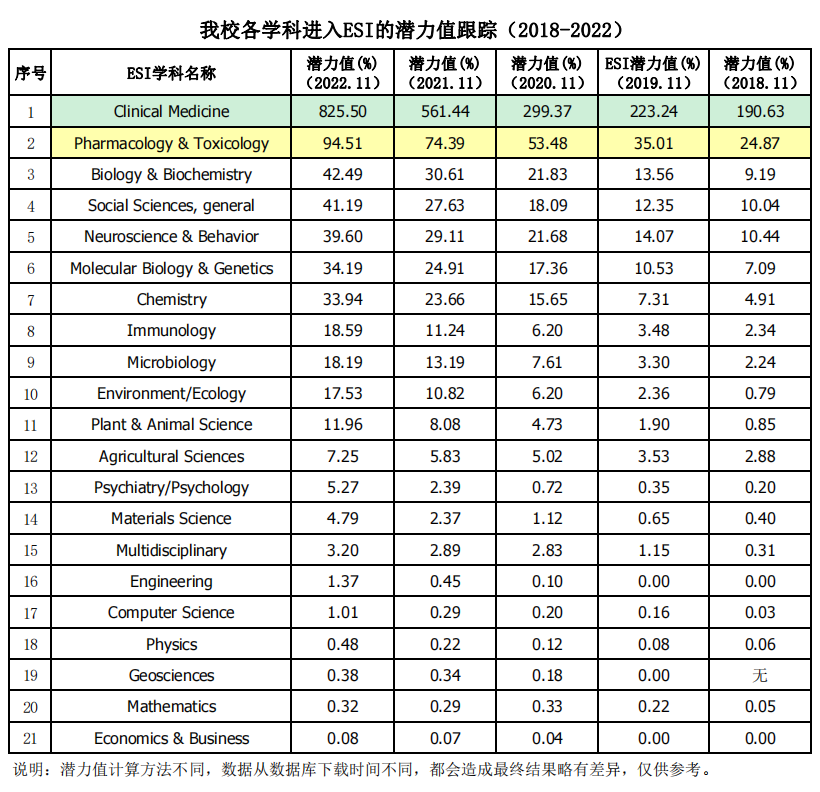 我校各学科进入ESI的潜力值跟踪（2018-2022）
序号 ESI学科名称 潜力值(%)（2022.11） 潜力值(%)（2021.11） 潜力值(%)（2020.11） ESI潜力值(%)（2019.11） 潜力值(%)（2018.11）
1 Clinical Medicine 825.50 561.44 299.37 223.24 190.63
2 Pharmacology & Toxicology 94.51 74.39 53.48 35.01 24.87
3 Biology & Biochemistry 42.49 30.61 21.83 13.56 9.19
4 Social Sciences, general 41.19 27.63 18.09 12.35 10.04
5 Neuroscience & Behavior 39.60 29.11 21.68 14.07 10.44
6 Molecular Biology & Genetics 34.19 24.91 17.36 10.53 7.09
7 Chemistry 33.94 23.66 15.65 7.31 4.91
8 Immunology 18.59 11.24 6.20 3.48 2.34
9 Microbiology 18.19 13.19 7.61 3.30 2.24
10 Environment/Ecology 17.53 10.82 6.20 2.36 0.79
11 Plant & Animal Science 11.96 8.08 4.73 1.90 0.85
12 Agricultural Sciences 7.25 5.83 5.02 3.53 2.88
13 Psychiatry/Psychology 5.27 2.39 0.72 0.35 0.20
14 Materials Science 4.79 2.37 1.12 0.65 0.40
15 Multidisciplinary 3.20 2.89 2.83 1.15 0.31
16 Engineering 1.37 0.45 0.10 0.00 0.00
17 Computer Science 1.01 0.29 0.20 0.16 0.03
18 Physics 0.48 0.22 0.12 0.08 0.06
19 Geosciences 0.38 0.34 0.18 0.00 无
20 Mathematics 0.32 0.29 0.33 0.22 0.05
21 Economics & Business 0.08 0.07 0.04 0.00 0.00
说明：潜力值计算方法不同，数据从数据库下载时间不同，都会造成最终结果略有差异，仅供参考。